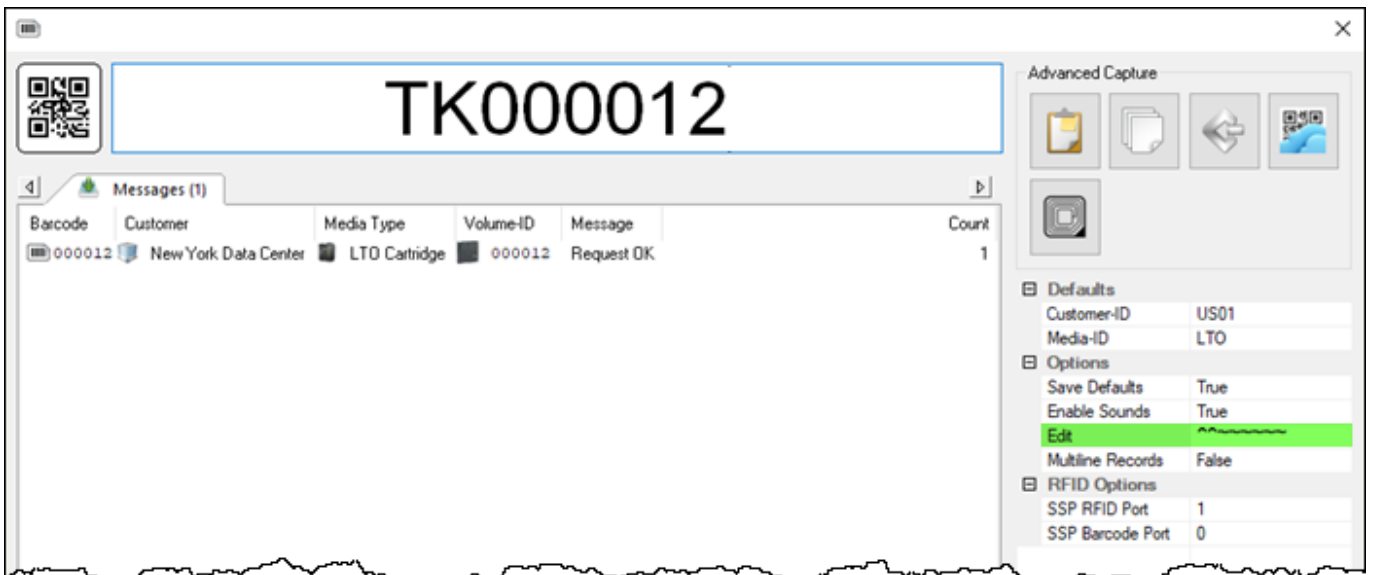 TK000012
Advanced Capture
Messages (1)
Barcode Customer Media Type Volume-ID Message Count
000012 New York Data Center LTO Cartridge 000012 Request OK 1
Defaults
Customer-ID US01
Media-ID LTO
Options
Save Defaults True
Enable Sounds True
Edit ^^~~~~~~
Multiline Records False
RFID Options
SSP RFID Port 1
SSP Barcode Port 0